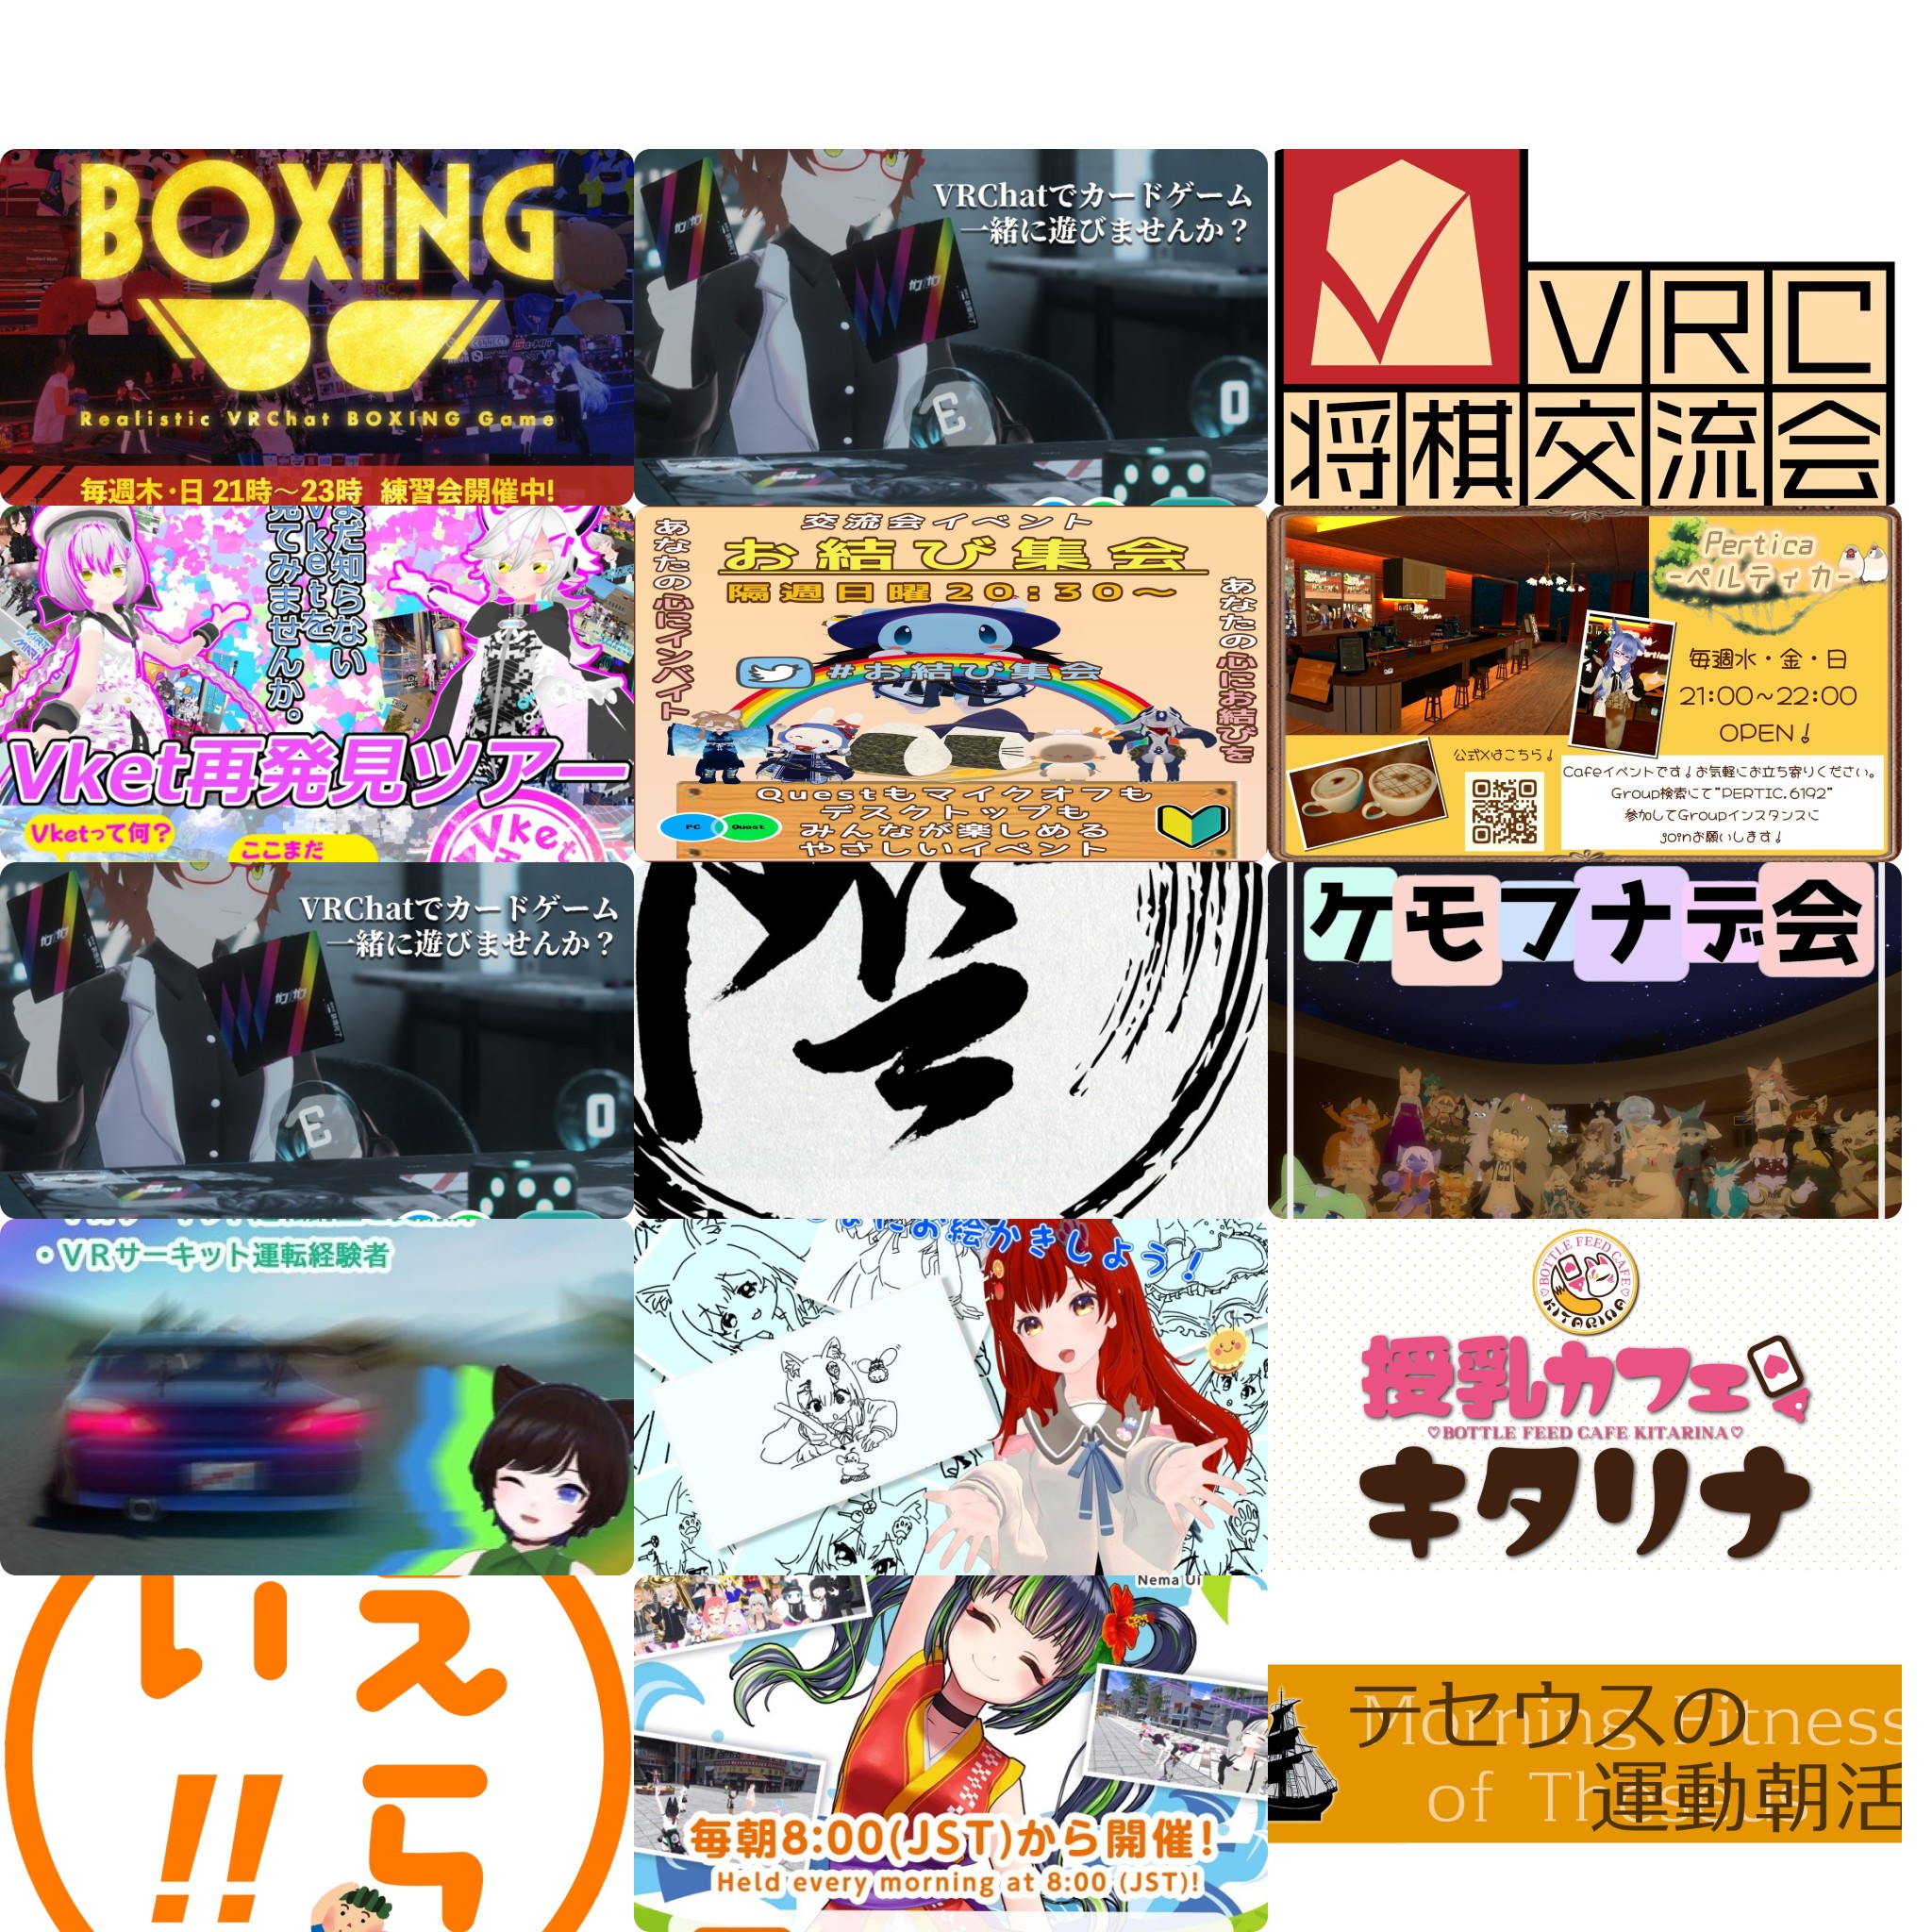 BOXING
Realistic VRChat BOXING Game
毎週木・日 21時～23時 練習会開催中!
VRChatでカードゲーム
一緒に遊びませんか？
E
O
VRC
将棋交流会
まだ知らない
Vketを
見てみませんか。
Vket再発見ツアー
Vketって何?
ここまだ
Vket
交流会イベント
お結び集会
隔週日曜20:30～
あなたの心にインバイト
あなたの心にお結びを
#お結び集会
Questもマイクオフも
デスクトップも
みんなが楽しめる
やさしいイベント
PC
Quest
Pertica
-ペルティカ-
毎週水・金・日
21:00~22:00
OPEN!
公式Xはこちら!
Cafeイベントです!お気軽にお立ち寄りください。
Group検索にて"PERTIC.6192"
参加してGroupインスタンスに
joinお願いします!
VRChatでカードゲーム
一緒に遊びませんか？
E
O
ケモフナデ会
・VRサーキット運転経験者
お絵かきしよう!
BOTTLE FEED CAFE
KITARINA
授乳カフェ
♡BOTTLE FEED CAFE KITARINA♡
キタリナ
えら
い!!
Nema Ui
毎朝8:00(JST)から開催!
Held every morning at 8:00 (JST)!
テセウスの
運動朝活
Morning Fitness
of Theseus